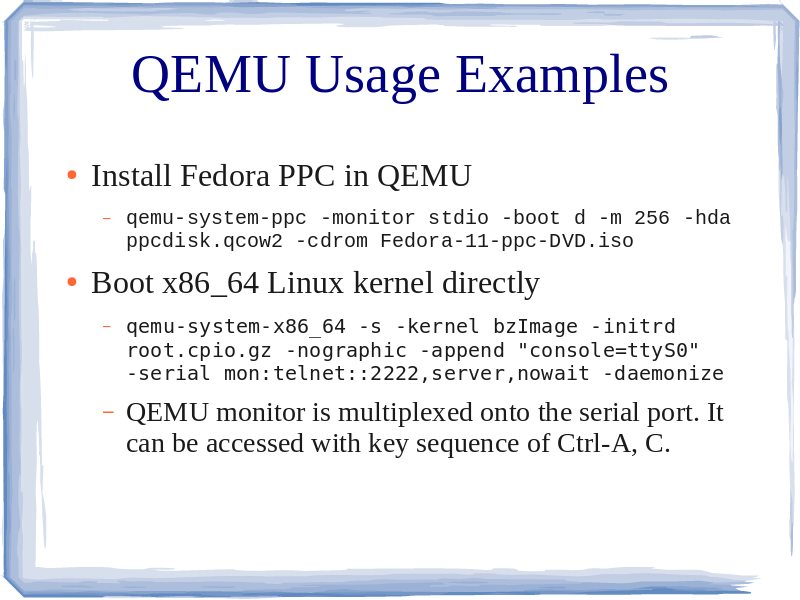 QEMU Usage Examples
• Install Fedora PPC in QEMU
– qemu-system-ppc -monitor stdio -boot d -m 256 -hda
ppcdisk.qcow2 -cdrom Fedora-11-ppc-DVD.iso
• Boot x86_64 Linux kernel directly
– qemu-system-x86_64 -s -kernel bzImage -initrd
root.cpio.gz -nographic -append "console=ttyS0"
-serial mon:telnet::2222,server,nowait -daemonize
– QEMU monitor is multiplexed onto the serial port. It
can be accessed with key sequence of Ctrl-A, C.